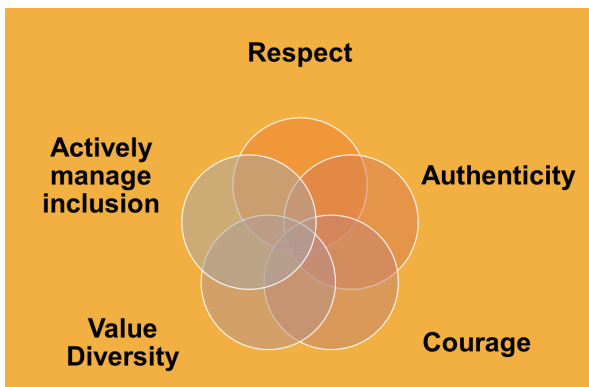 Respect
Actively
manage
inclusion
Authenticity
Value
Diversity
Courage